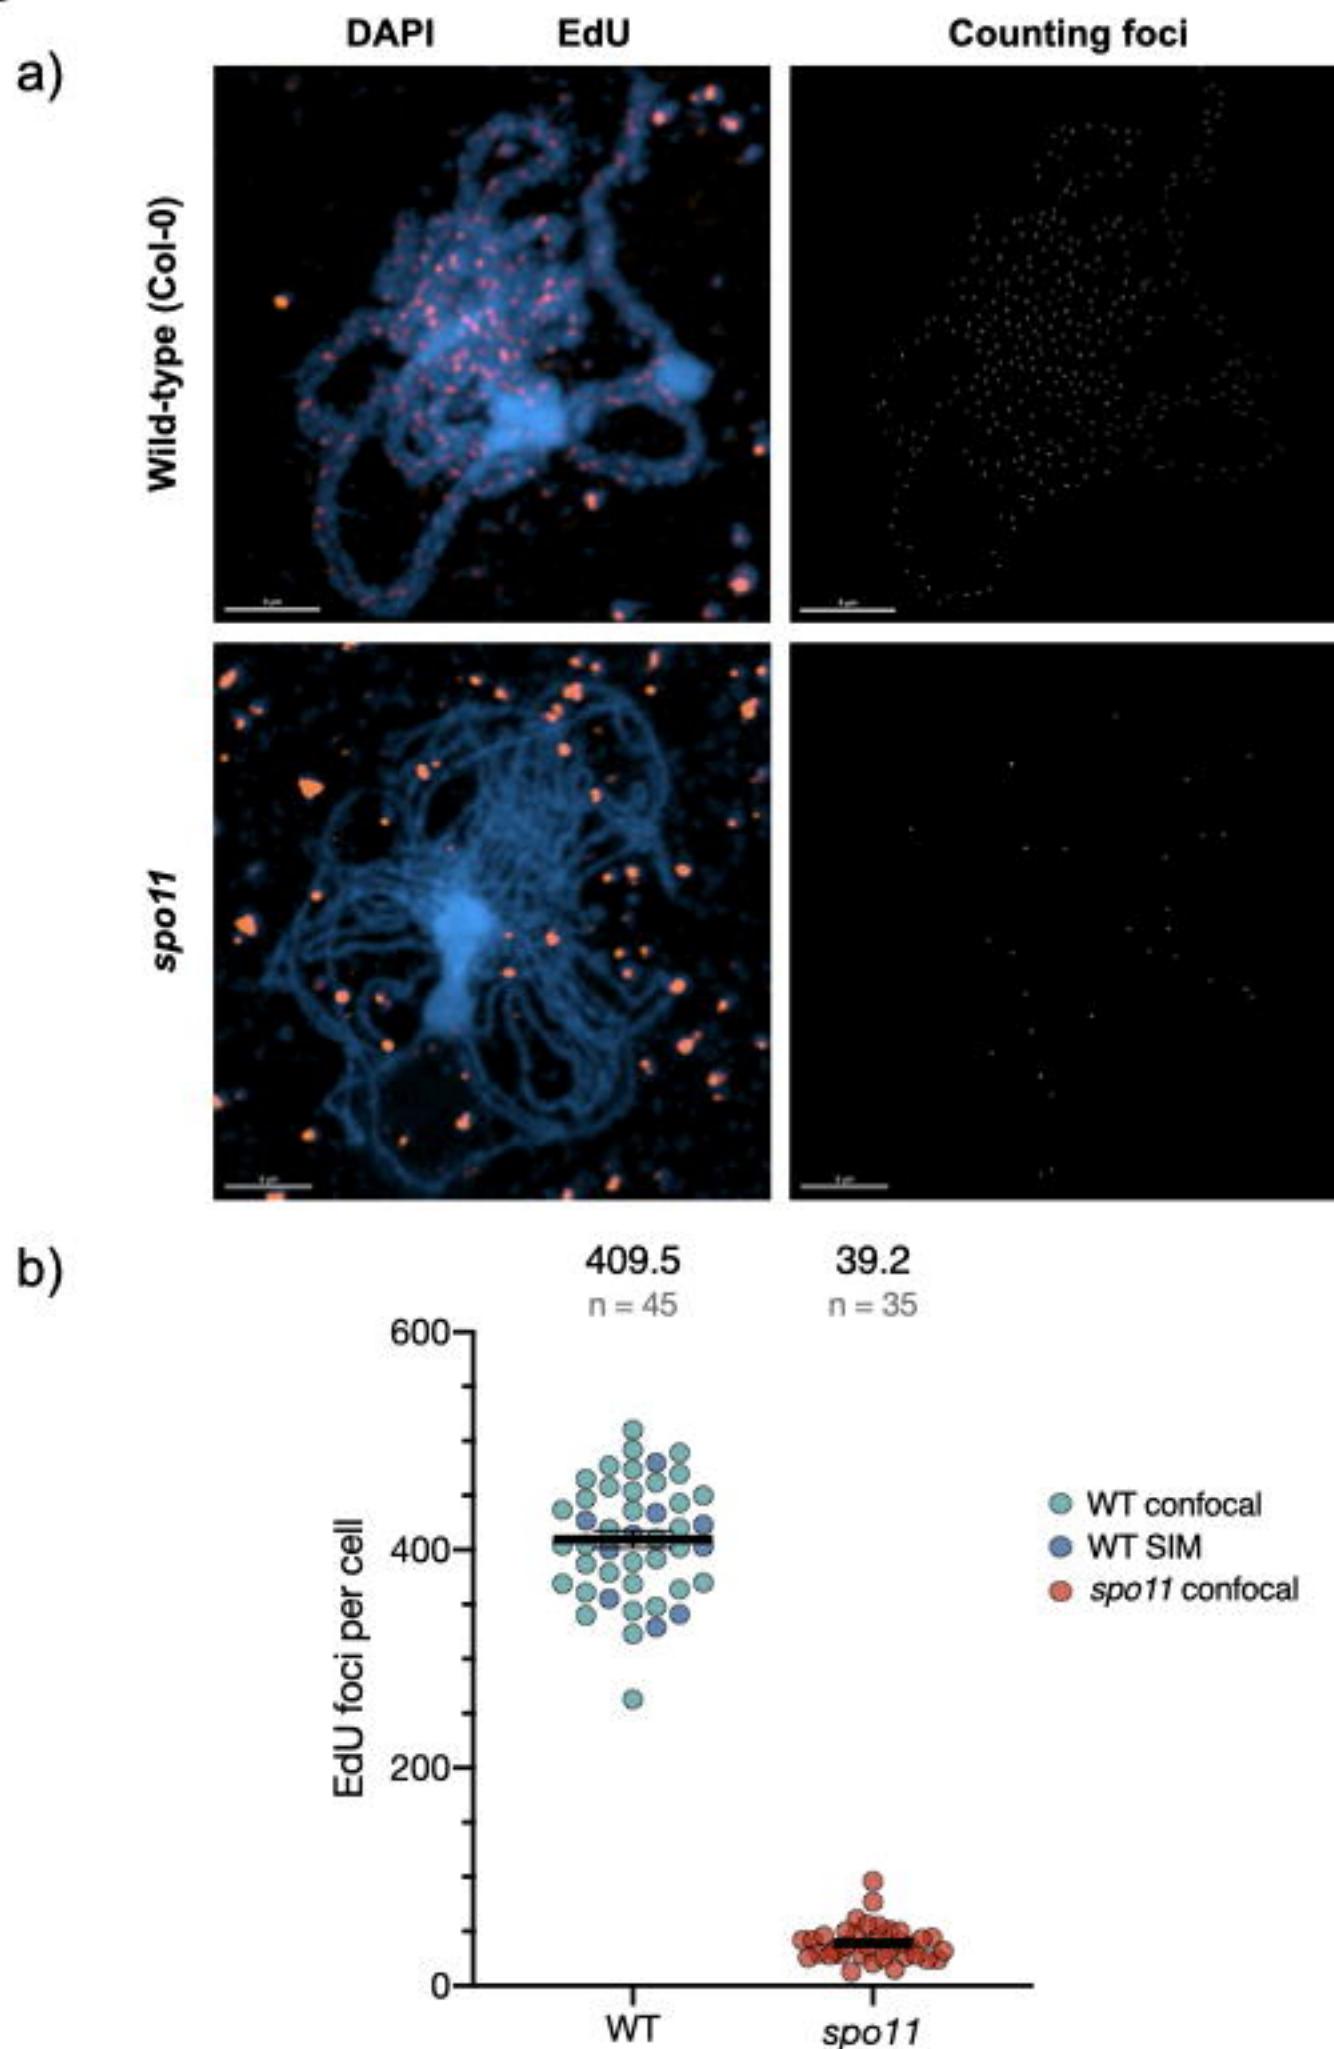 a)
DAPI EdU Counting foci
Wild-type (Col-0)
spo11
b)
409.5 39.2
n = 45 n = 35
EdU foci per cell
600
400
200
0
WT confocal
WT SIM
spo11 confocal
WT spo11